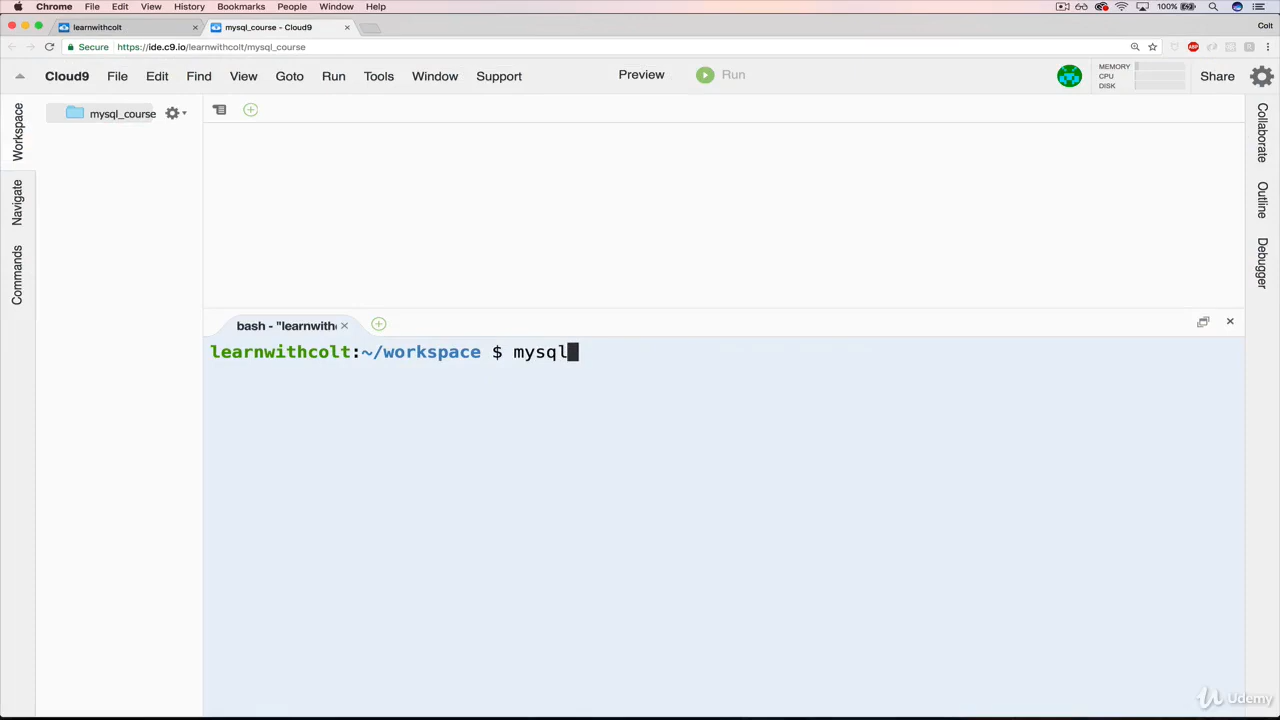 Chrome File Edit View History Bookmarks People Window Help 100%
learnwithcolt × mysql_course - Cloud9 × Colt
Secure https://ide.c9.io/learnwithcolt/mysql_course ABP
Cloud9 File Edit Find View Goto Run Tools Window Support Preview Run MEMORY CPU DISK Share
Workspace
Navigate
Commands
mysql_course
Collaborate
Outline
Debugger
bash - "learnwith ×
learnwithcolt:~/workspace $ mysql
Udemy